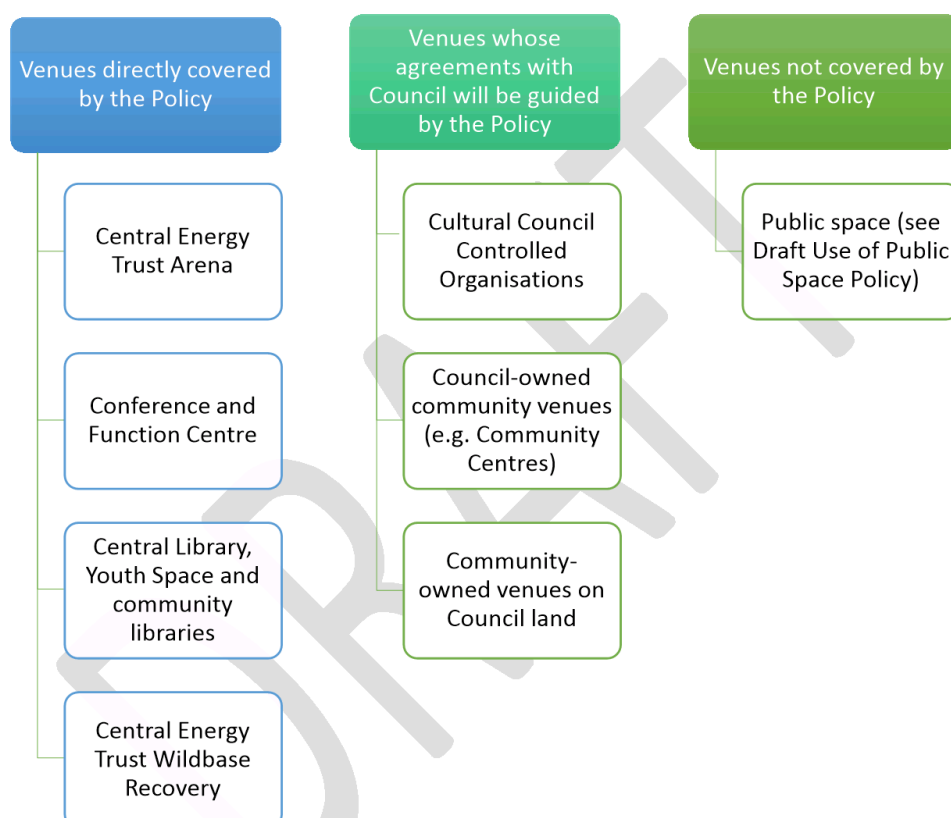 Venues directly covered
by the Policy
Central Energy
Trust Arena
Conference and
Function Centre
Central Library,
Youth Space and
community
libraries
Central Energy
Trust Wildbase
Recovery
Venues whose
agreements with
Council will be guided
by the Policy
Cultural Council
Controlled
Organisations
Council-owned
community venues
(e.g. Community
Centres)
Community-
owned venues on
Council land
Venues not covered by
the Policy
Public space (see
Draft Use of Public
Space Policy)
DRAFT